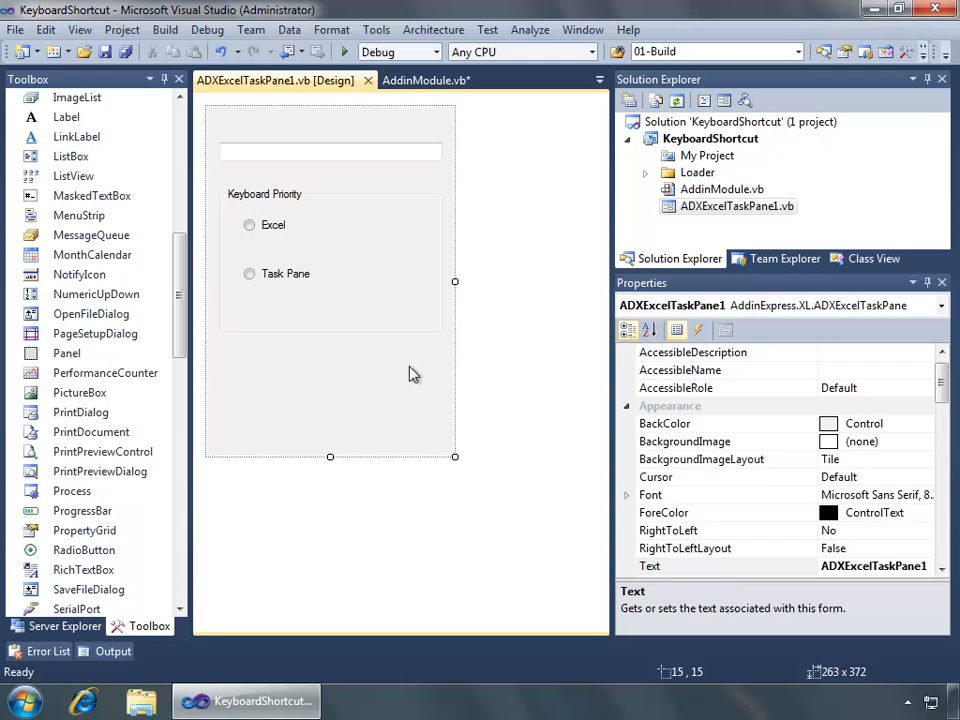 KeyboardShortcut - Microsoft Visual Studio (Administrator)
File Edit View Project Build Debug Team Data Format Tools Architecture Test Analyze Window Help
Debug Any CPU 01-Build
Toolbox
ImageList
Label
LinkLabel
ListBox
ListView
MaskedTextBox
MenuStrip
MessageQueue
MonthCalendar
NotifyIcon
NumericUpDown
OpenFileDialog
PageSetupDialog
Panel
PerformanceCounter
PictureBox
PrintDialog
PrintDocument
PrintPreviewControl
PrintPreviewDialog
Process
ProgressBar
PropertyGrid
RadioButton
RichTextBox
SaveFileDialog
SerialPort
Server Explorer Toolbox
ADXExcelTaskPane1.vb [Design] AddinModule.vb*
Keyboard Priority
Excel
Task Pane
Solution Explorer
Solution 'KeyboardShortcut' (1 project)
KeyboardShortcut
My Project
Loader
AddinModule.vb
ADXExcelTaskPane1.vb
Solution Explorer Team Explorer Class View
Properties
ADXExcelTaskPane1 AddinExpress.XL.ADXExcelTaskPane
AccessibleDescription
AccessibleName
AccessibleRole Default
Appearance
BackColor Control
BackgroundImage (none)
BackgroundImageLayout Tile
Cursor Default
Font Microsoft Sans Serif, 8..
ForeColor ControlText
RightToLeft No
RightToLeftLayout False
Text ADXExcelTaskPane1
Text
Gets or sets the text associated with this form.
Error List Output
Ready 15 , 15 263 x 372
KeyboardShortcut...